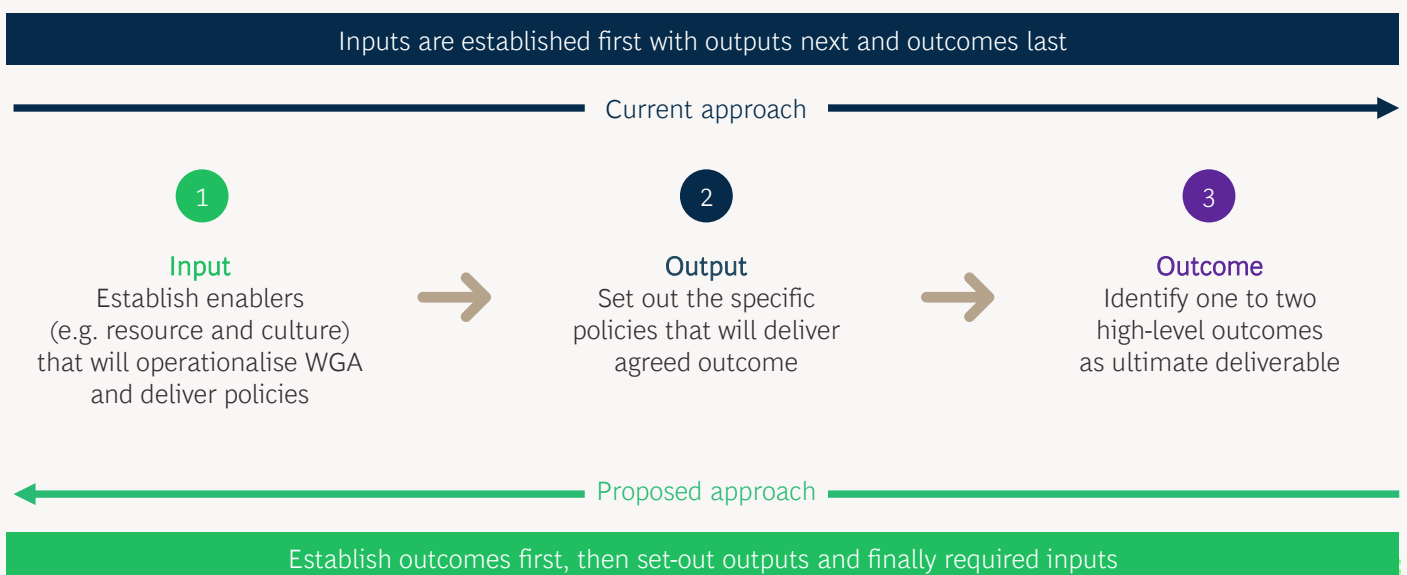 Inputs are established first with outputs next and outcomes last
Current approach
1
Input
Establish enablers
(e.g. resource and culture)
that will operationalise WGA
and deliver policies
2
Output
Set out the specific
policies that will deliver
agreed outcome
3
Outcome
Identify one to two
high-level outcomes
as ultimate deliverable
Proposed approach
Establish outcomes first, then set-out outputs and finally required inputs